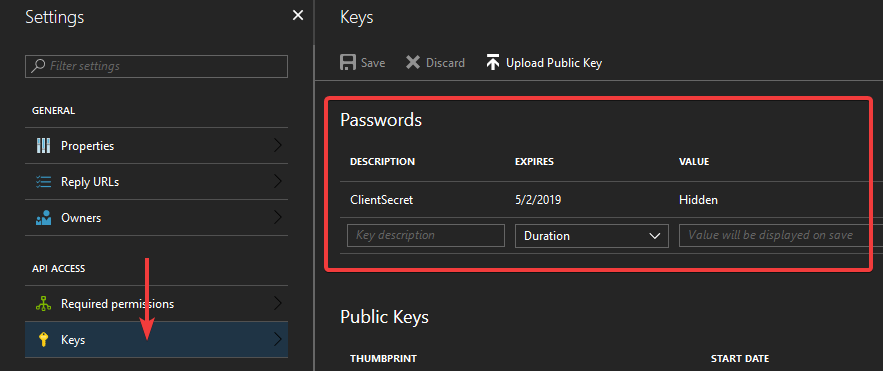 Settings
Filter settings
GENERAL
Properties
Reply URLs
Owners
API ACCESS
Required permissions
Keys
Keys
Save Discard Upload Public Key
Passwords
DESCRIPTION EXPIRES VALUE
ClientSecret 5/2/2019 Hidden
Key description Duration Value will be displayed on save
Public Keys
THUMBPRINT START DATE